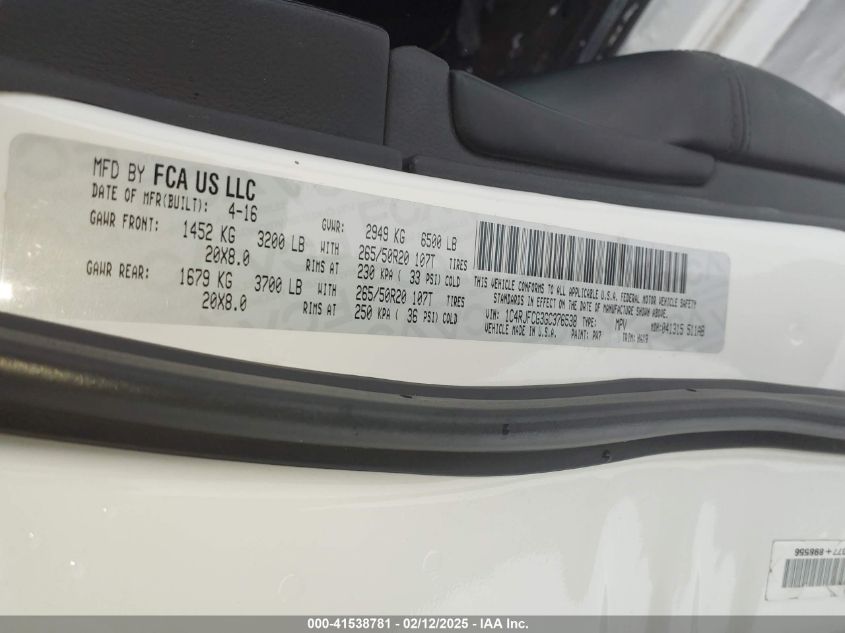 MFD BY FCA US LLC
DATE OF MFR(BUILT): 4-16 GVWR: 2949 KG 6500 LB
GAWR FRONT: 1452 KG 3200 LB WITH 265/50R20 107T TIRES
20X8.0 RIMS AT 230 KPA ( 33 PSI) COLD
GAWR REAR: 1679 KG 3700 LB WITH 265/50R20 107T TIRES
20X8.0 RIMS AT 250 KPA ( 36 PSI) COLD
THIS VEHICLE CONFORMS TO ALL APPLICABLE U.S.A. FEDERAL MOTOR VEHICLE SAFETY
STANDARDS IN EFFECT ON THE DATE OF MANUFACTURE SHOWN ABOVE.
VIN: 1C4RJFCG3GC376538 TYPE: MPV MDH: 041315 511AB
VEHICLE MADE IN U.S.A. PAINT: PW7 TRIM:
898556
000-41538781 - 02/12/2025 - IAA Inc.